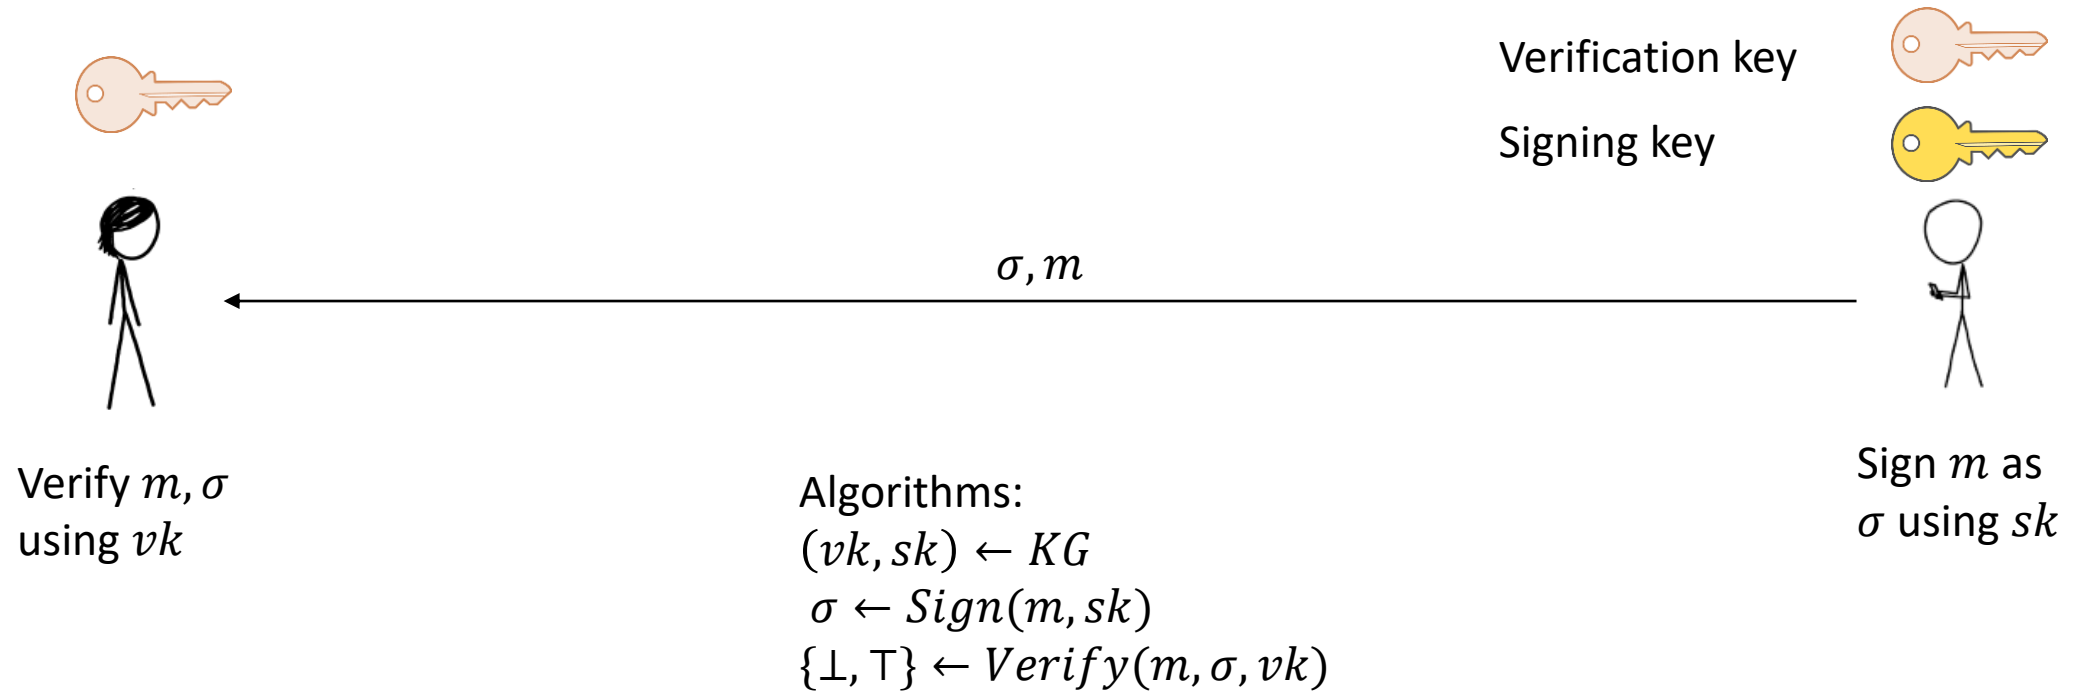 Verification key
Signing key
σ, m
Verify m, σ
using vk
Algorithms:
(vk, sk) ← KG
σ ← Sign(m, sk)
{⊥, ⊤} ← Verify(m, σ, vk)
Sign m as
σ using sk